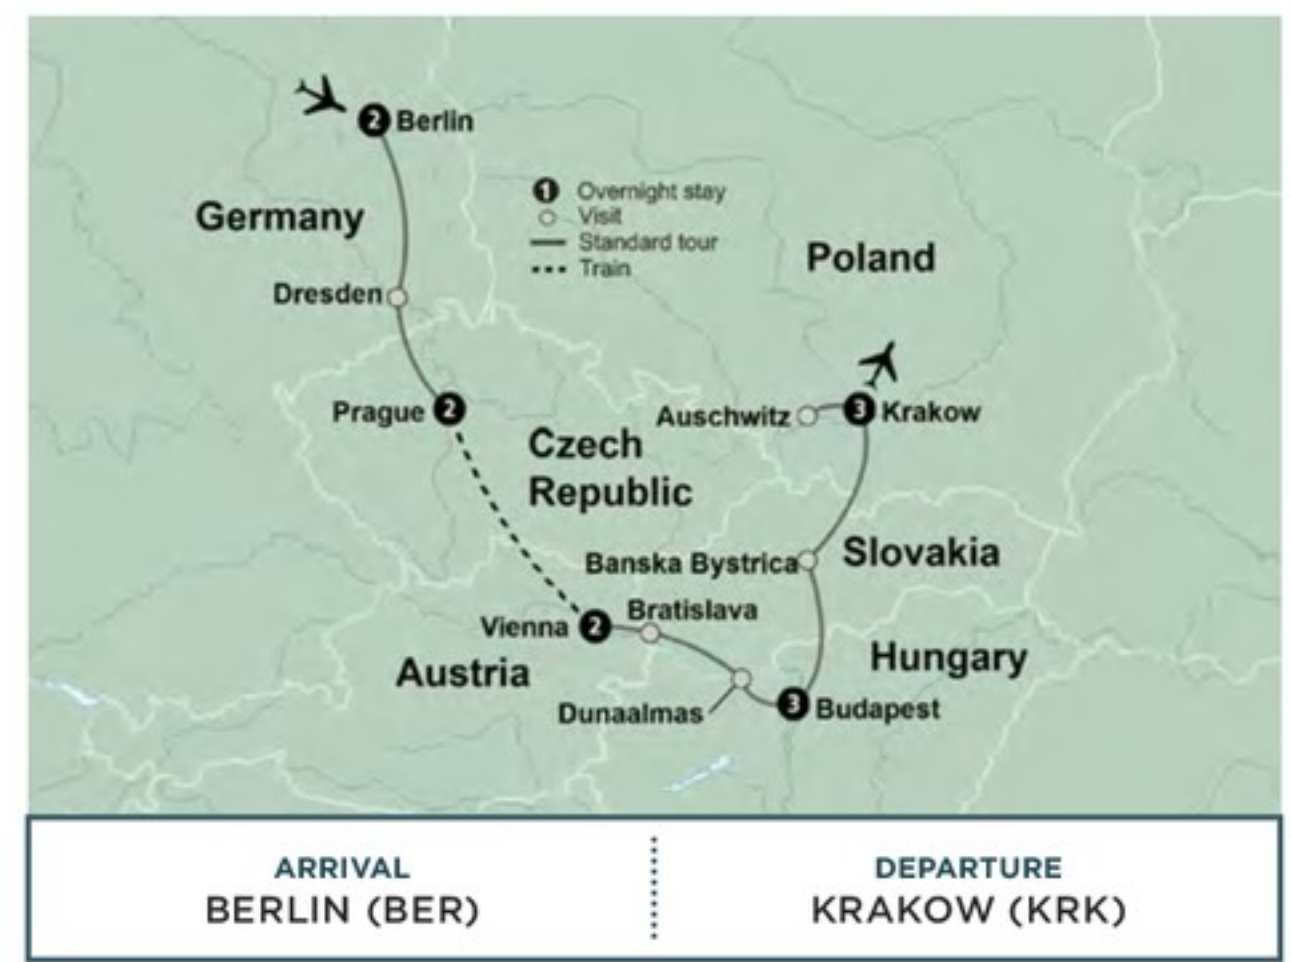 2 Berlin
1 Overnight stay
Visit
Standard tour
Train
Germany
Poland
Dresden
Prague 2
Auschwitz
3 Krakow
Czech
Republic
Banska Bystrica
Slovakia
Bratislava
Vienna 2
Austria
Hungary
Dunaalmas
3 Budapest
ARRIVAL
BERLIN (BER)
DEPARTURE
KRAKOW (KRK)